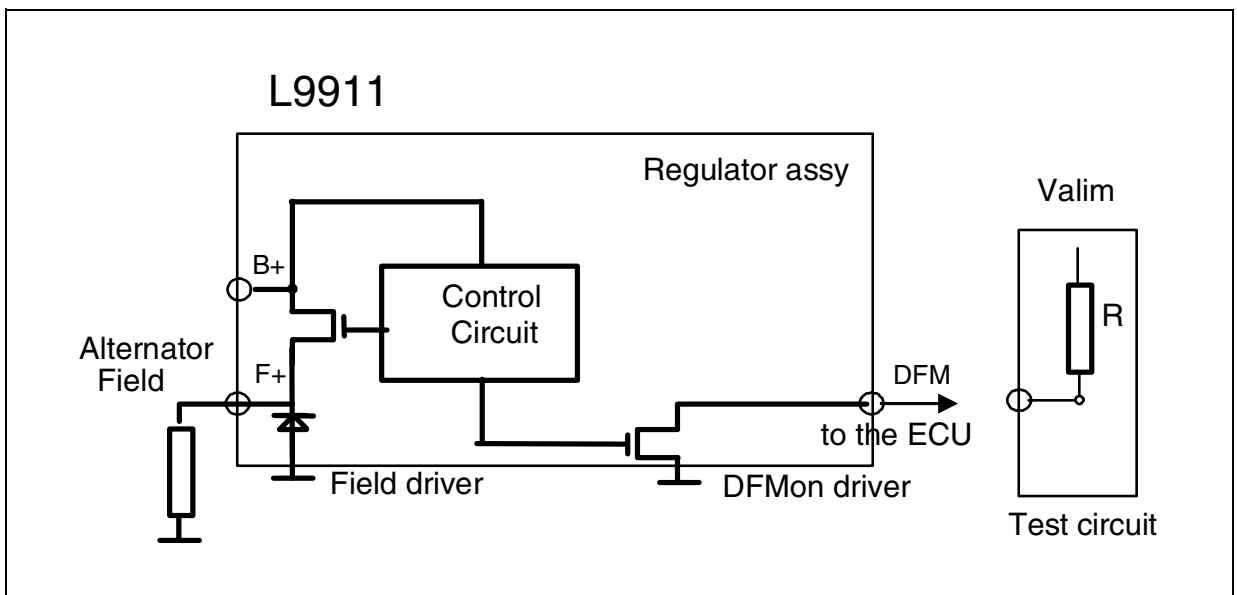 L9911
Regulator assy
Valim
B+
Control
Circuit
R
Alternator
Field
F+
DFM
to the ECU
Field driver
DFMon driver
Test circuit